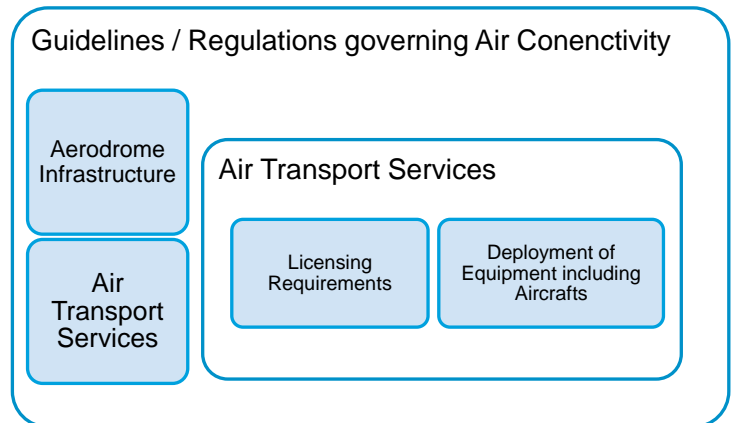 Guidelines / Regulations governing Air Conenctivity
Aerodrome
Infrastructure
Air
Transport
Services
Air Transport Services
Licensing
Requirements
Deployment of
Equipment including
Aircrafts